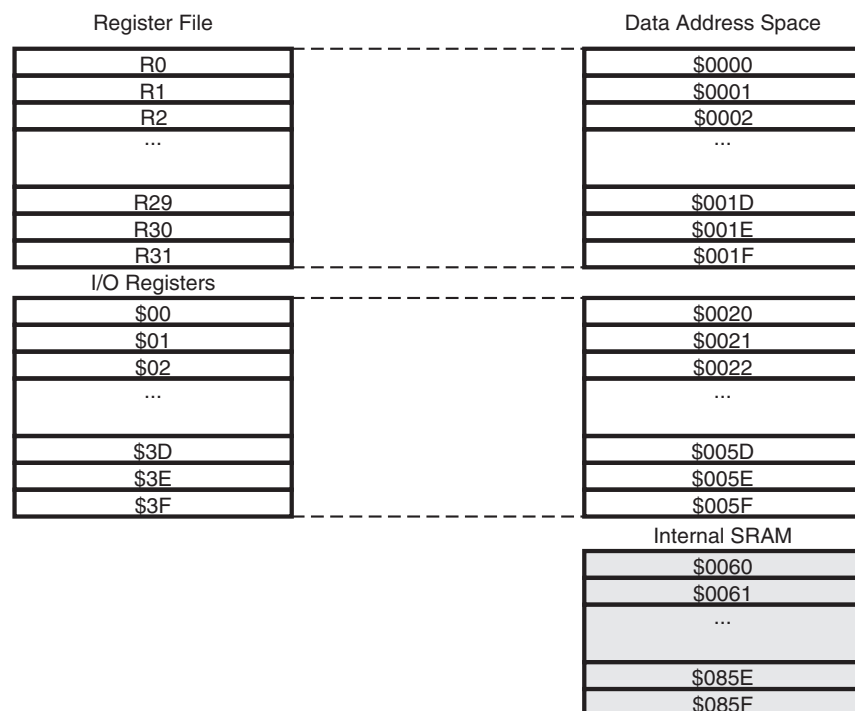 Register File
R0
R1
R2
...
R29
R30
R31
I/O Registers
$00
$01
$02
...
$3D
$3E
$3F
Data Address Space
$0000
$0001
$0002
...
$001D
$001E
$001F
$0020
$0021
$0022
...
$005D
$005E
$005F
Internal SRAM
$0060
$0061
...
$085E
$085F